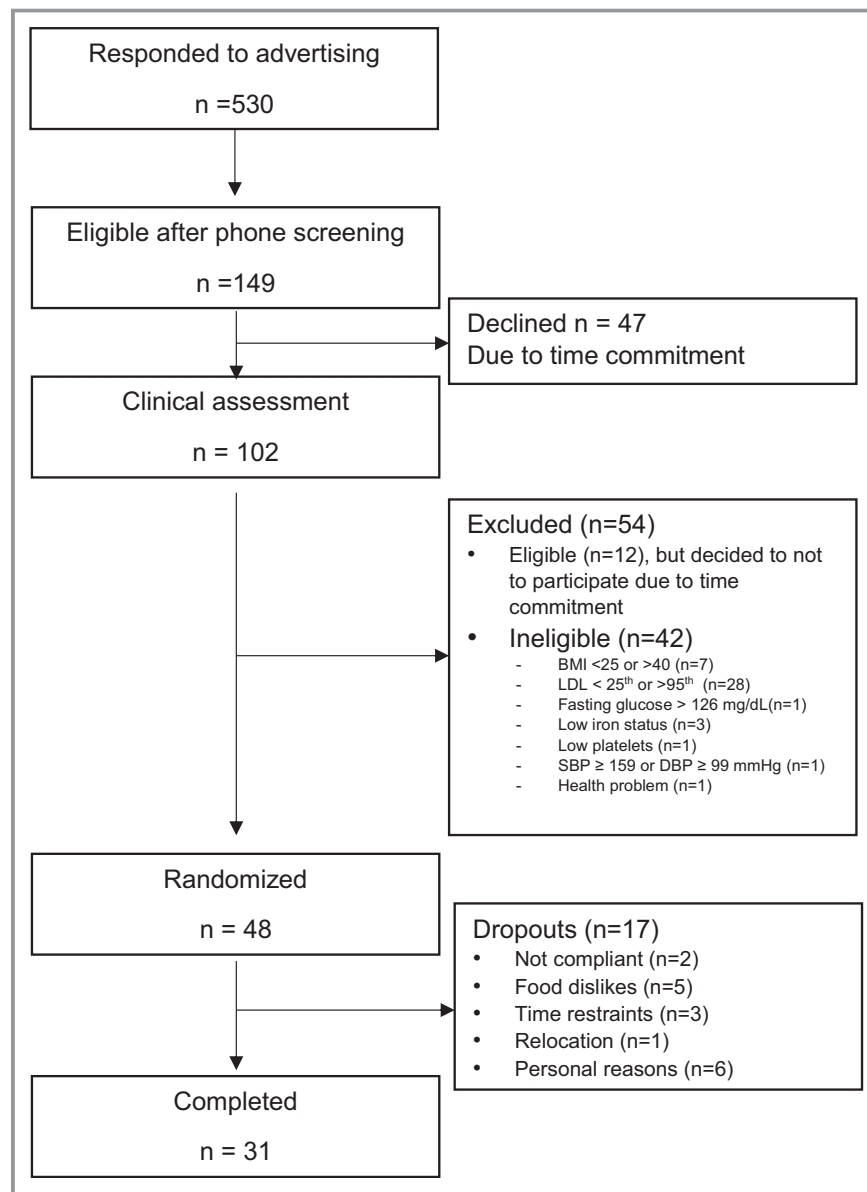 Responded to advertising
n =530
Eligible after phone screening
n =149
Declined n = 47
Due to time commitment
Clinical assessment
n = 102
Excluded (n=54)
• Eligible (n=12), but decided to not
to participate due to time
commitment
• Ineligible (n=42)
- BMI <25 or >40 (n=7)
- LDL < 25th or >95th (n=28)
- Fasting glucose > 126 mg/dL(n=1)
- Low iron status (n=3)
- Low platelets (n=1)
- SBP ≥ 159 or DBP ≥ 99 mmHg (n=1)
- Health problem (n=1)
Randomized
n = 48
Dropouts (n=17)
• Not compliant (n=2)
• Food dislikes (n=5)
• Time restraints (n=3)
• Relocation (n=1)
• Personal reasons (n=6)
Completed
n = 31